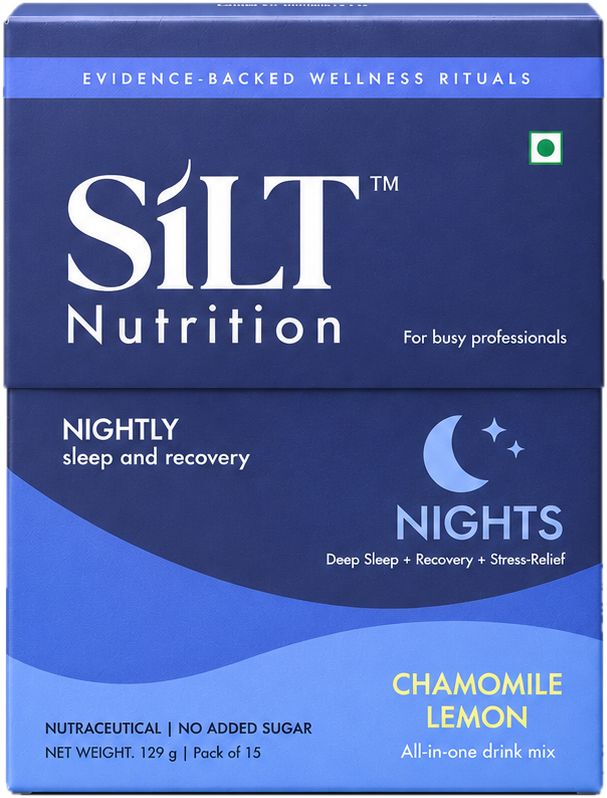 EVIDENCE-BACKED WELLNESS RITUALS
SiLT™
Nutrition
For busy professionals
NIGHTLY
sleep and recovery
NIGHTS
Deep Sleep + Recovery + Stress-Relief
CHAMOMILE
LEMON
NUTRACEUTICAL | NO ADDED SUGAR
NET WEIGHT. 129 g | Pack of 15
All-in-one drink mix